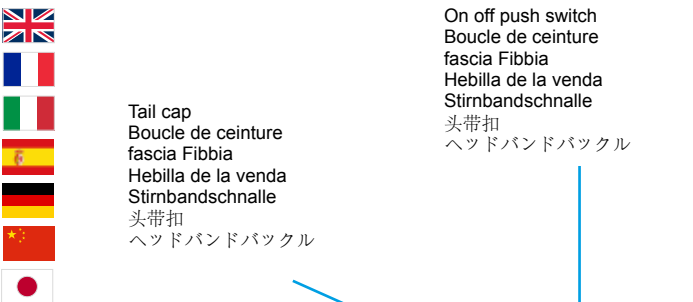 On off push switch
Boucle de ceinture
fascia Fibbia
Hebilla de la venda
Stirnbandschnalle
头带扣
ヘッドバンドバックル
Tail cap
Boucle de ceinture
fascia Fibbia
Hebilla de la venda
Stirnbandschnalle
头带扣
ヘッドバンドバックル